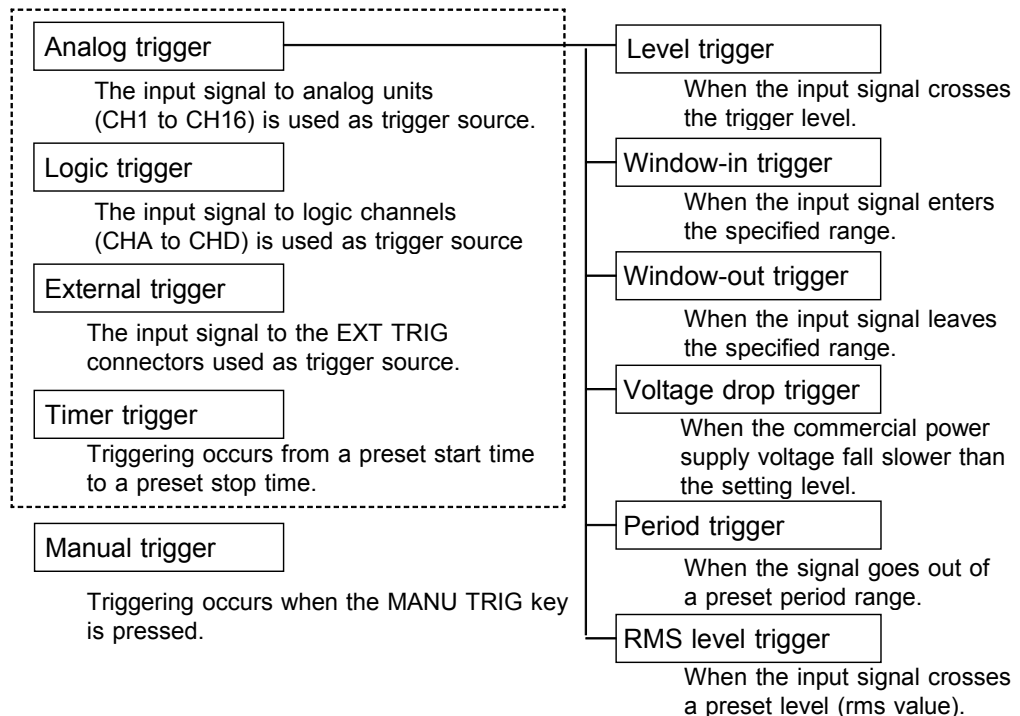 Analog trigger
The input signal to analog units
(CH1 to CH16) is used as trigger source.
Logic trigger
The input signal to logic channels
(CHA to CHD) is used as trigger source
External trigger
The input signal to the EXT TRIG
connectors used as trigger source.
Timer trigger
Triggering occurs from a preset start time
to a preset stop time.
Manual trigger
Triggering occurs when the MANU TRIG key
is pressed.
Level trigger
When the input signal crosses
the trigger level.
Window-in trigger
When the input signal enters
the specified range.
Window-out trigger
When the input signal leaves
the specified range.
Voltage drop trigger
When the commercial power
supply voltage fall slower than
the setting level.
Period trigger
When the signal goes out of
a preset period range.
RMS level trigger
When the input signal crosses
a preset level (rms value).